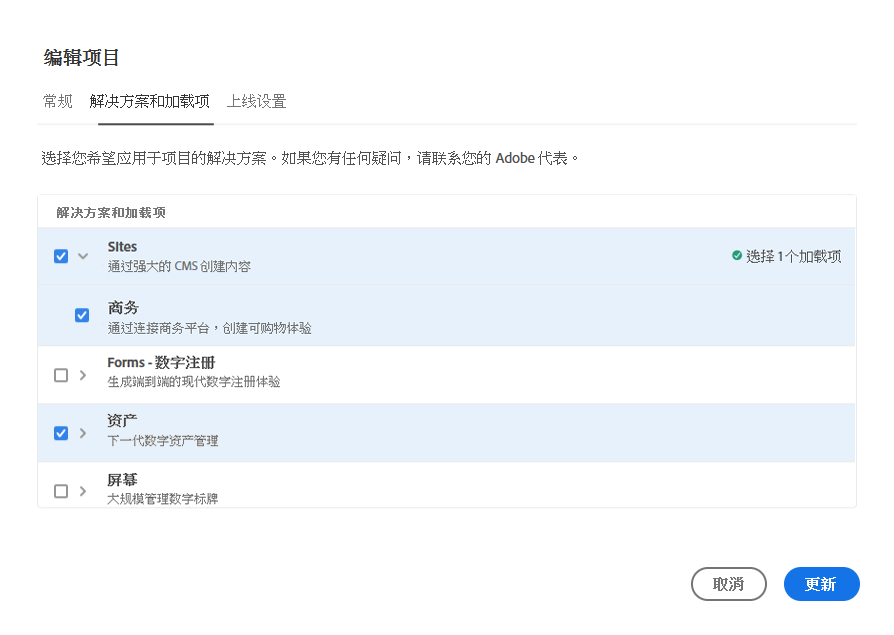 编辑项目
常规 解决方案和加载项 上线设置
选择您希望应用于项目的解决方案。如果您有任何疑问，请联系您的 Adobe 代表。
解决方案和加载项
Sites
通过强大的 CMS 创建内容
选择 1个加载项
商务
通过连接商务平台，创建可购物体验
Forms - 数字注册
生成端到端的现代数字注册体验
资产
下一代数字资产管理
屏幕
大规模管理数字标牌
取消 更新